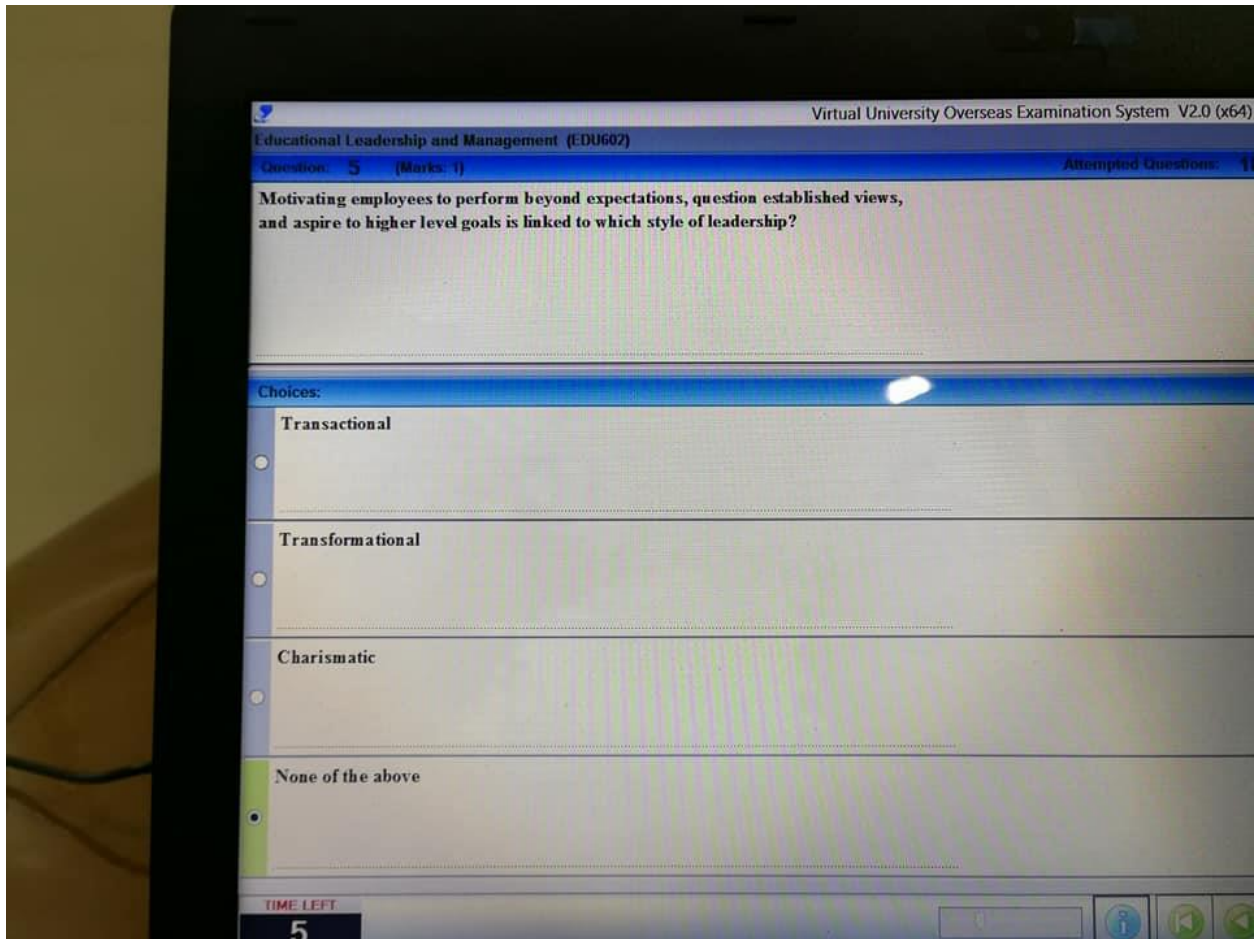 Virtual University Overseas Examination System V2.0 (x64)
Educational Leadership and Management (EDU602)
Question: 5 (Marks: 1) Attempted Questions:
Motivating employees to perform beyond expectations, question established views,
and aspire to higher level goals is linked to which style of leadership?
Choices:
Transactional
Transformational
Charismatic
None of the above
TIME LEFT
5